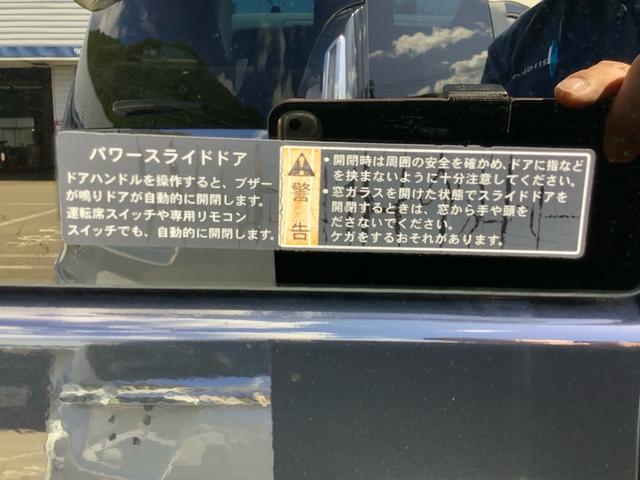 パワースライドドア
ドアハンドルを操作すると、ブザー
が鳴りドアが自動的に開閉します。
運転席スイッチや専用リモコン
スイッチでも、自動的に開閉します。
警告
・開閉時は周囲の安全を確かめ、ドアに指など
を挟まないように十分注意してください。
・窓ガラスを開けた状態でスライドドアを
開閉するときは、窓から手や頭を
ださないでください。
ケガをするおそれがあります。